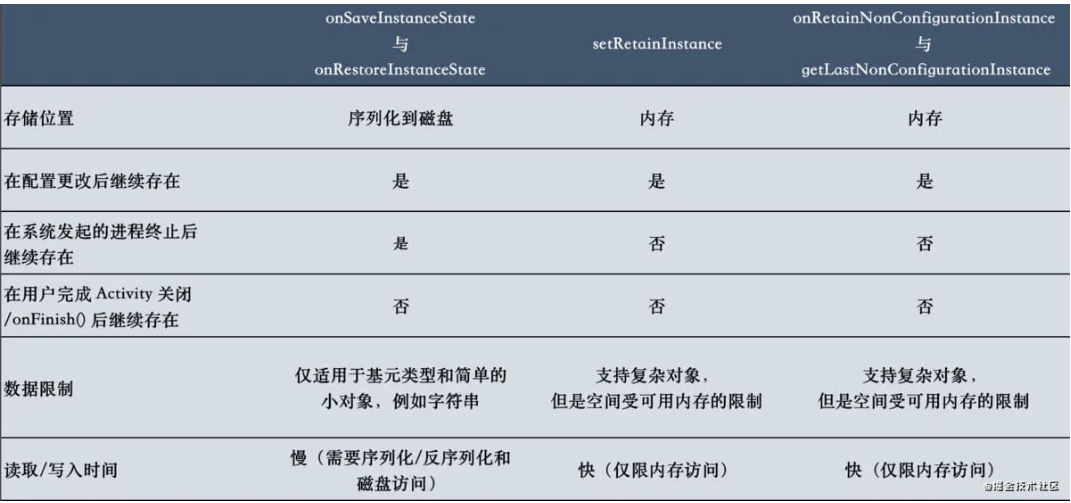 onSaveInstanceState
与
onRestoreInstanceState
setRetainInstance
onRetainNonConfigurationInstance
与
getLastNonConfigurationInstance
存储位置
序列化到磁盘
内存
内存
在配置更改后继续存在
是
是
是
在系统发起的进程终止后
继续存在
是
否
否
在用户完成 Activity 关闭
/onFinish() 后继续存在
否
否
否
数据限制
仅适用于基元类型和简单的
小对象，例如字符串
支持复杂对象，
但是空间受可用内存的限制
支持复杂对象，
但是空间受可用内存的限制
读取/写入时间
慢（需要序列化/反序列化和
磁盘访问）
快（仅限内存访问）
快（仅限内存访问）
@掘金技术社区